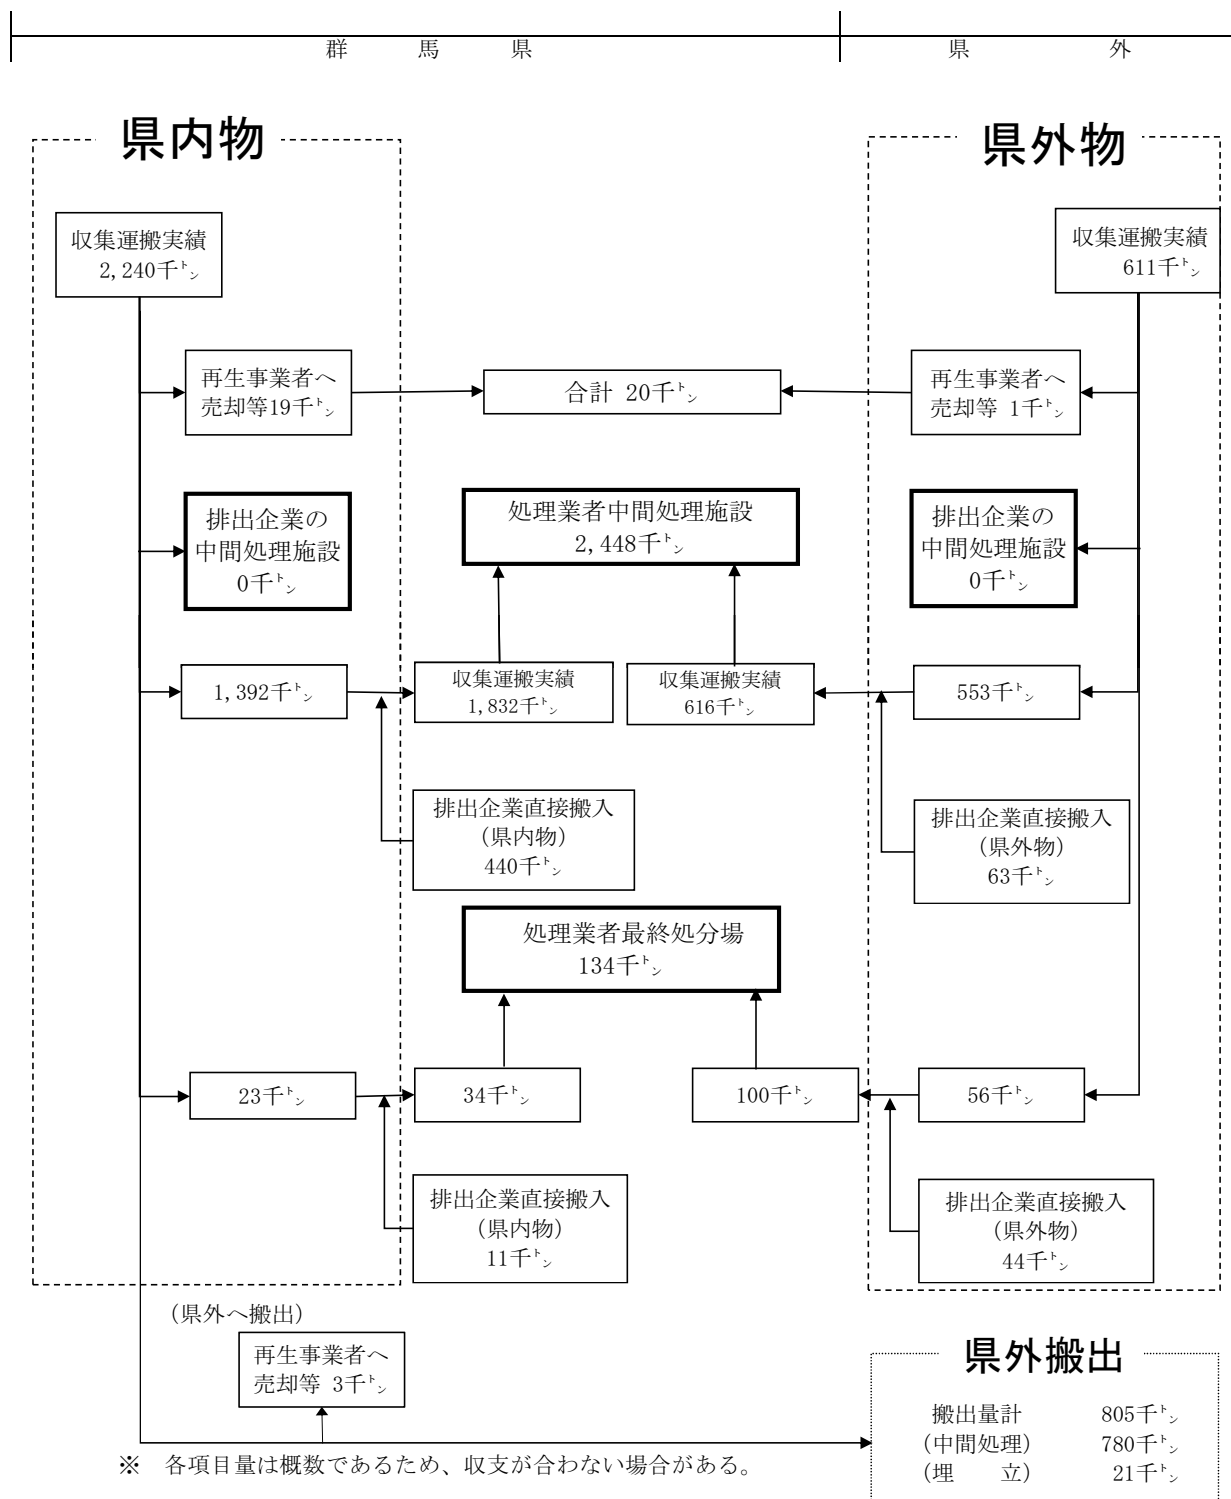 群 馬 県
県 外
県内物
県外物
収集運搬実績
2,240千㌧
収集運搬実績
611千㌧
再生事業者へ
売却等19千㌧
合計 20千㌧
再生事業者へ
売却等 1千㌧
排出企業の
中間処理施設
0千㌧
処理業者中間処理施設
2,448千㌧
排出企業の
中間処理施設
0千㌧
1,392千㌧
収集運搬実績
1,832千㌧
収集運搬実績
616千㌧
553千㌧
排出企業直接搬入
(県内物)
440千㌧
排出企業直接搬入
(県外物)
63千㌧
処理業者最終処分場
134千㌧
23千㌧
34千㌧
100千㌧
56千㌧
排出企業直接搬入
(県内物)
11千㌧
排出企業直接搬入
(県外物)
44千㌧
(県外へ搬出)
再生事業者へ
売却等 3千㌧
県外搬出
搬出量計 805千㌧
(中間処理) 780千㌧
(埋 立) 21千㌧
※ 各項目量は概数であるため、収支が合わない場合がある。